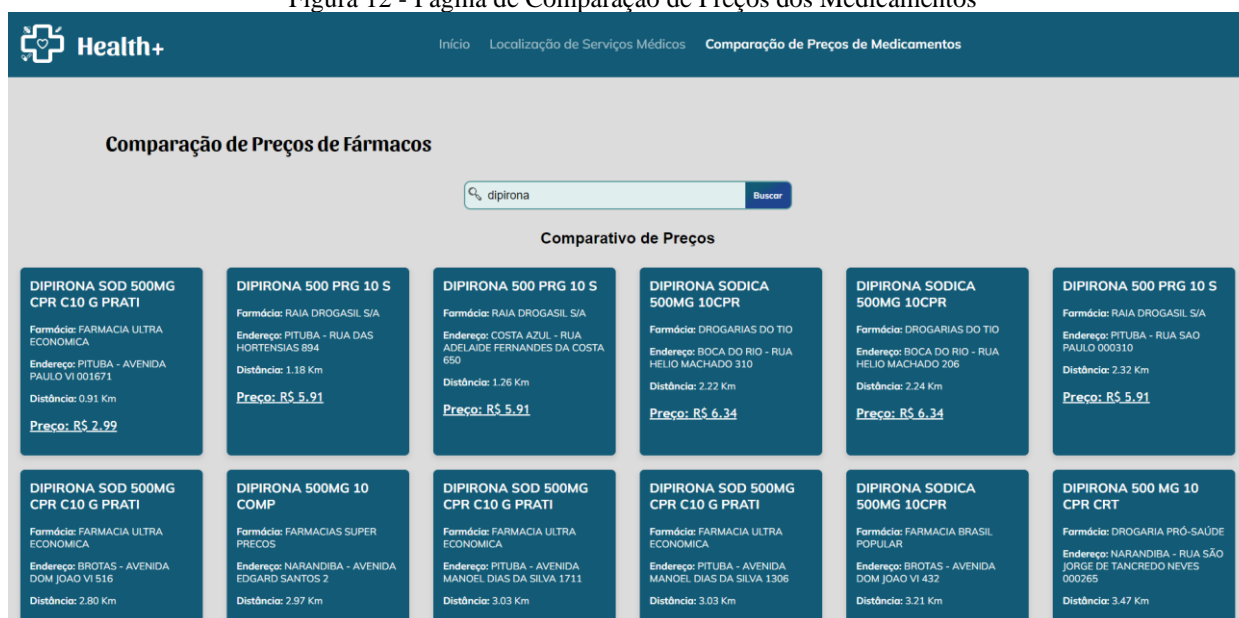 Figura 12 - Página de Comparação de Preços dos Medicamentos
Health+
Início Localização de Serviços Médicos Comparação de Preços de Medicamentos
Comparação de Preços de Fármacos
dipirona
Buscar
Comparativo de Preços
DIPIRONA SOD 500MG
CPR C10 G PRATI
Farmácia: FARMACIA ULTRA
ECONOMICA
Endereço: PITUBA - AVENIDA
PAULO VI 001671
Distância: 0.91 Km
Preço: R$ 2.99
DIPIRONA 500 PRG 10 S
Farmácia: RAIA DROGASIL S/A
Endereço: PITUBA - RUA DAS
HORTENSIAS 894
Distância: 1.18 Km
Preço: R$ 5.91
DIPIRONA 500 PRG 10 S
Farmácia: RAIA DROGASIL S/A
Endereço: COSTA AZUL - RUA
ADELAIDE FERNANDES DA COSTA
650
Distância: 1.26 Km
Preço: R$ 5.91
DIPIRONA SODICA
500MG 10CPR
Farmácia: DROGARIAS DO TIO
Endereço: BOCA DO RIO - RUA
HELIO MACHADO 310
Distância: 2.22 Km
Preço: R$ 6.34
DIPIRONA SODICA
500MG 10CPR
Farmácia: DROGARIAS DO TIO
Endereço: BOCA DO RIO - RUA
HELIO MACHADO 206
Distância: 2.24 Km
Preço: R$ 6.34
DIPIRONA 500 PRG 10 S
Farmácia: RAIA DROGASIL S/A
Endereço: PITUBA - RUA SAO
PAULO 000310
Distância: 2.32 Km
Preço: R$ 5.91
DIPIRONA SOD 500MG
CPR C10 G PRATI
Farmácia: FARMACIA ULTRA
ECONOMICA
Endereço: BROTAS - AVENIDA
DOM JOAO VI 516
Distância: 2.80 Km
DIPIRONA 500MG 10
COMP
Farmácia: FARMACIAS SUPER
PRECOS
Endereço: NARANDIBA - AVENIDA
EDGARD SANTOS 2
Distância: 2.97 Km
DIPIRONA SOD 500MG
CPR C10 G PRATI
Farmácia: FARMACIA ULTRA
ECONOMICA
Endereço: PITUBA - AVENIDA
MANOEL DIAS DA SILVA 1711
Distância: 3.03 Km
DIPIRONA SOD 500MG
CPR C10 G PRATI
Farmácia: FARMACIA ULTRA
ECONOMICA
Endereço: PITUBA - AVENIDA
MANOEL DIAS DA SILVA 1306
Distância: 3.03 Km
DIPIRONA SODICA
500MG 10CPR
Farmácia: FARMACIA BRASIL
POPULAR
Endereço: BROTAS - AVENIDA
DOM JOAO VI 432
Distância: 3.21 Km
DIPIRONA 500 MG 10
CPR CRT
Farmácia: DROGARIA PRÓ-SAÚDE
Endereço: NARANDIBA - RUA SÃO
JORGE DE TANCREDO NEVES
000265
Distância: 3.47 Km